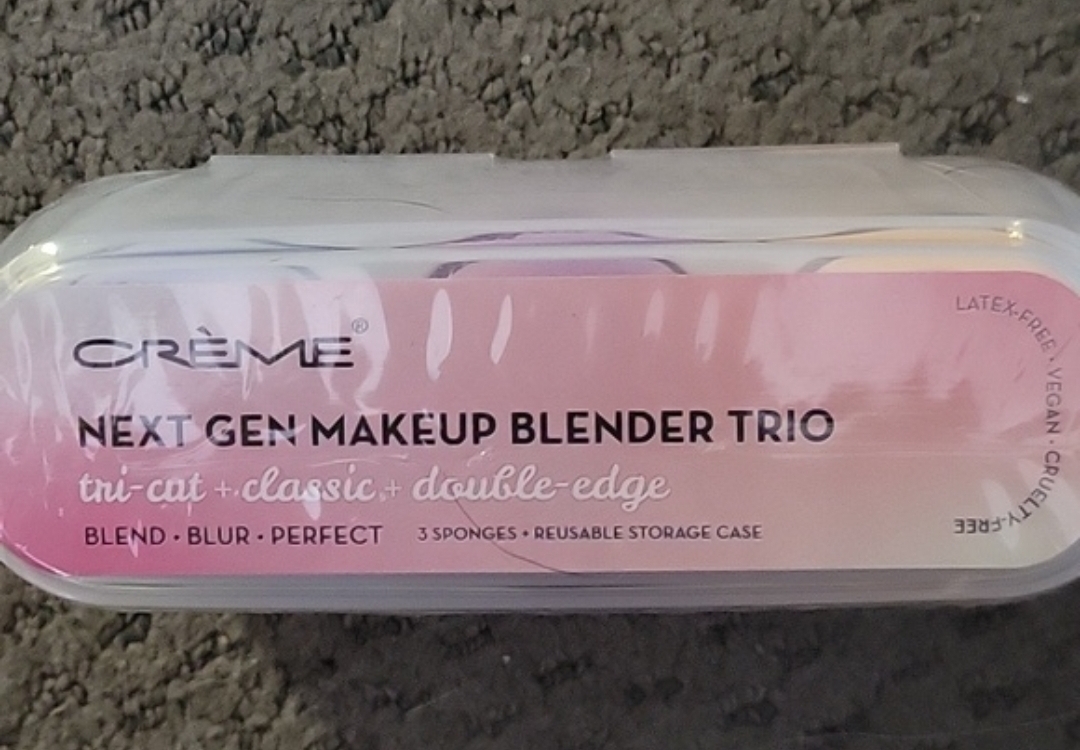 CRÈME®
NEXT GEN MAKEUP BLENDER TRIO
tri-cut + classic + double-edge
BLEND • BLUR • PERFECT 3 SPONGES + REUSABLE STORAGE CASE
LATEX-FREE • VEGAN • CRUELTY-FREE